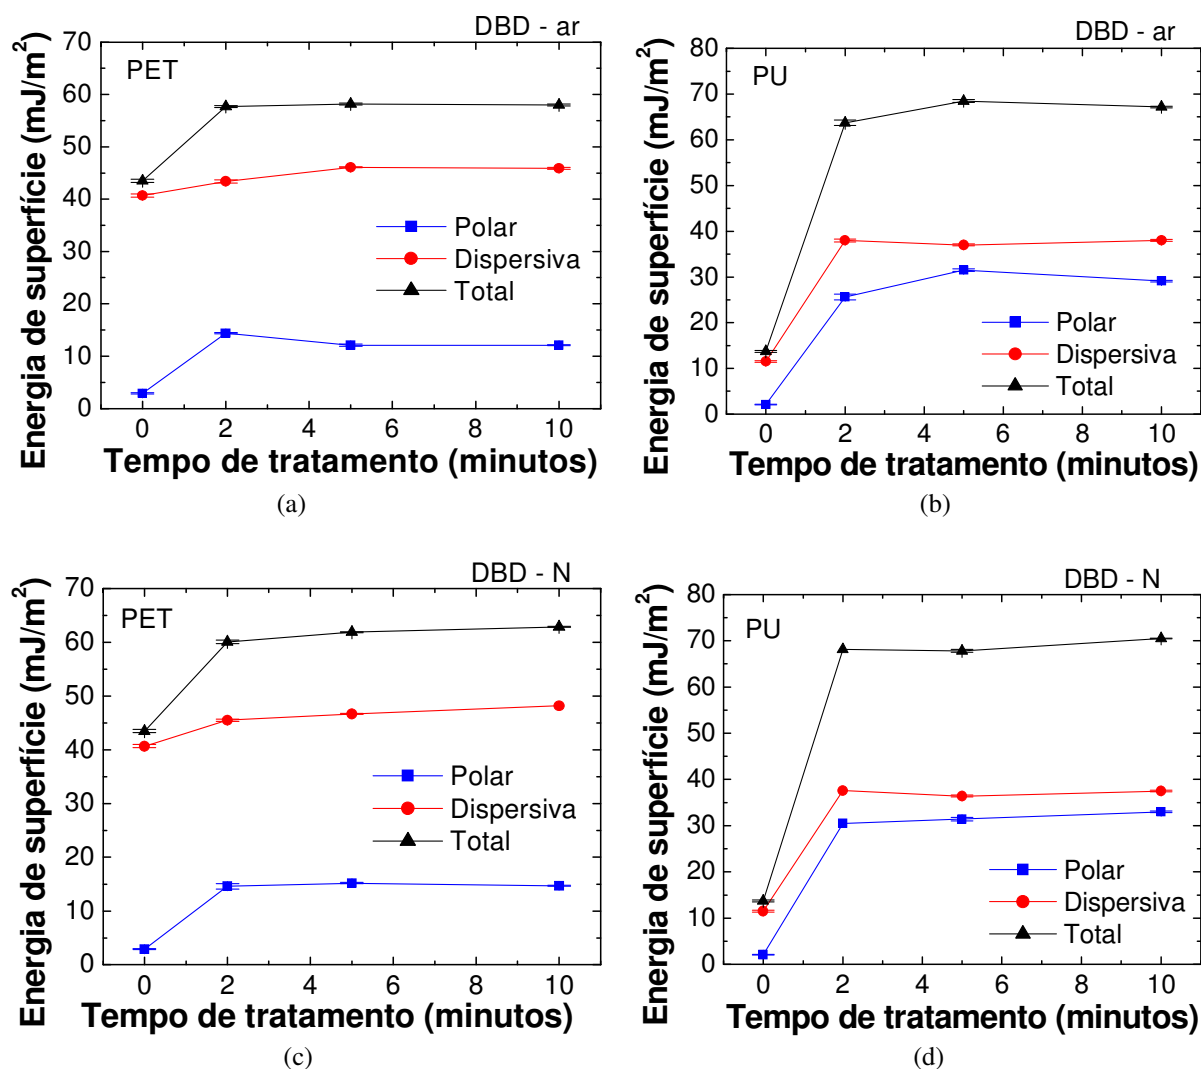 DBD - ar
PET
70
60
50
40
30
20
10
0
Energia de superfície (mJ/m²)
Polar
Dispersiva
Total
0 2 4 6 8 10
Tempo de tratamento (minutos)
(a)
DBD - ar
PU
80
70
60
50
40
30
20
10
0
Energia de superfície (mJ/m²)
Polar
Dispersiva
Total
0 2 4 6 8 10
Tempo de tratamento (minutos)
(b)
DBD - N
PET
70
60
50
40
30
20
10
0
Energia de superfície (mJ/m²)
Polar
Dispersiva
Total
0 2 4 6 8 10
Tempo de tratamento (minutos)
(c)
DBD - N
PU
80
70
60
50
40
30
20
10
0
Energia de superfície (mJ/m²)
Polar
Dispersiva
Total
0 2 4 6 8 10
Tempo de tratamento (minutos)
(d)